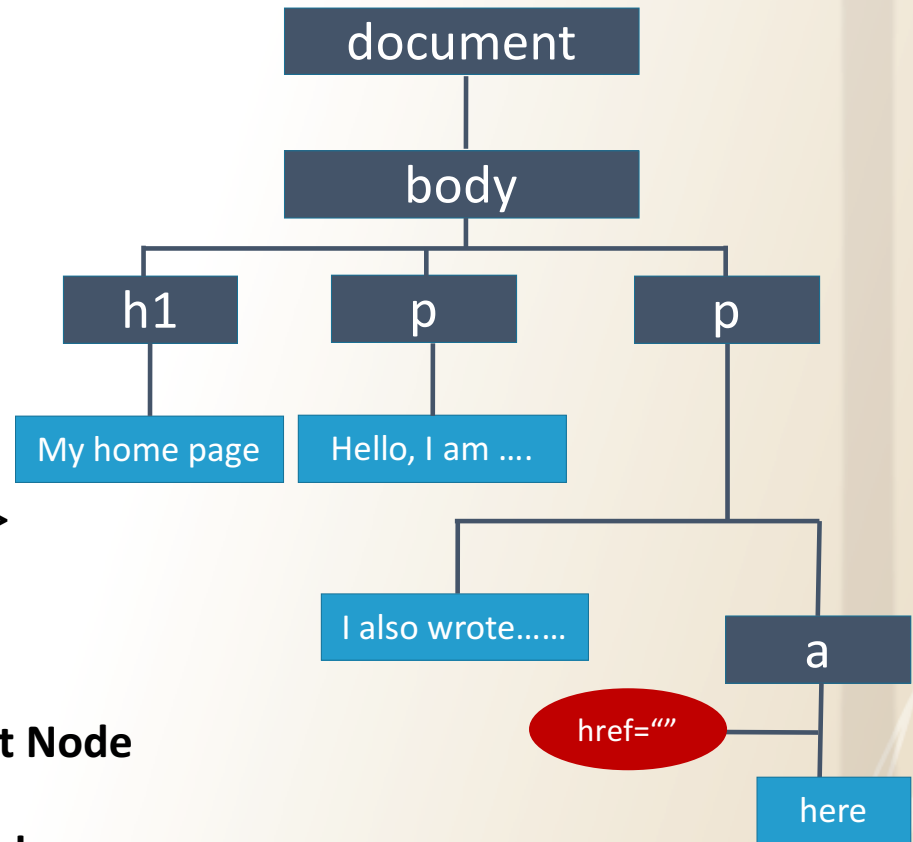 document
body
h1
p
p
My home page
Hello, I am ….
>
I also wrote……
a
t Node
href=“”
here